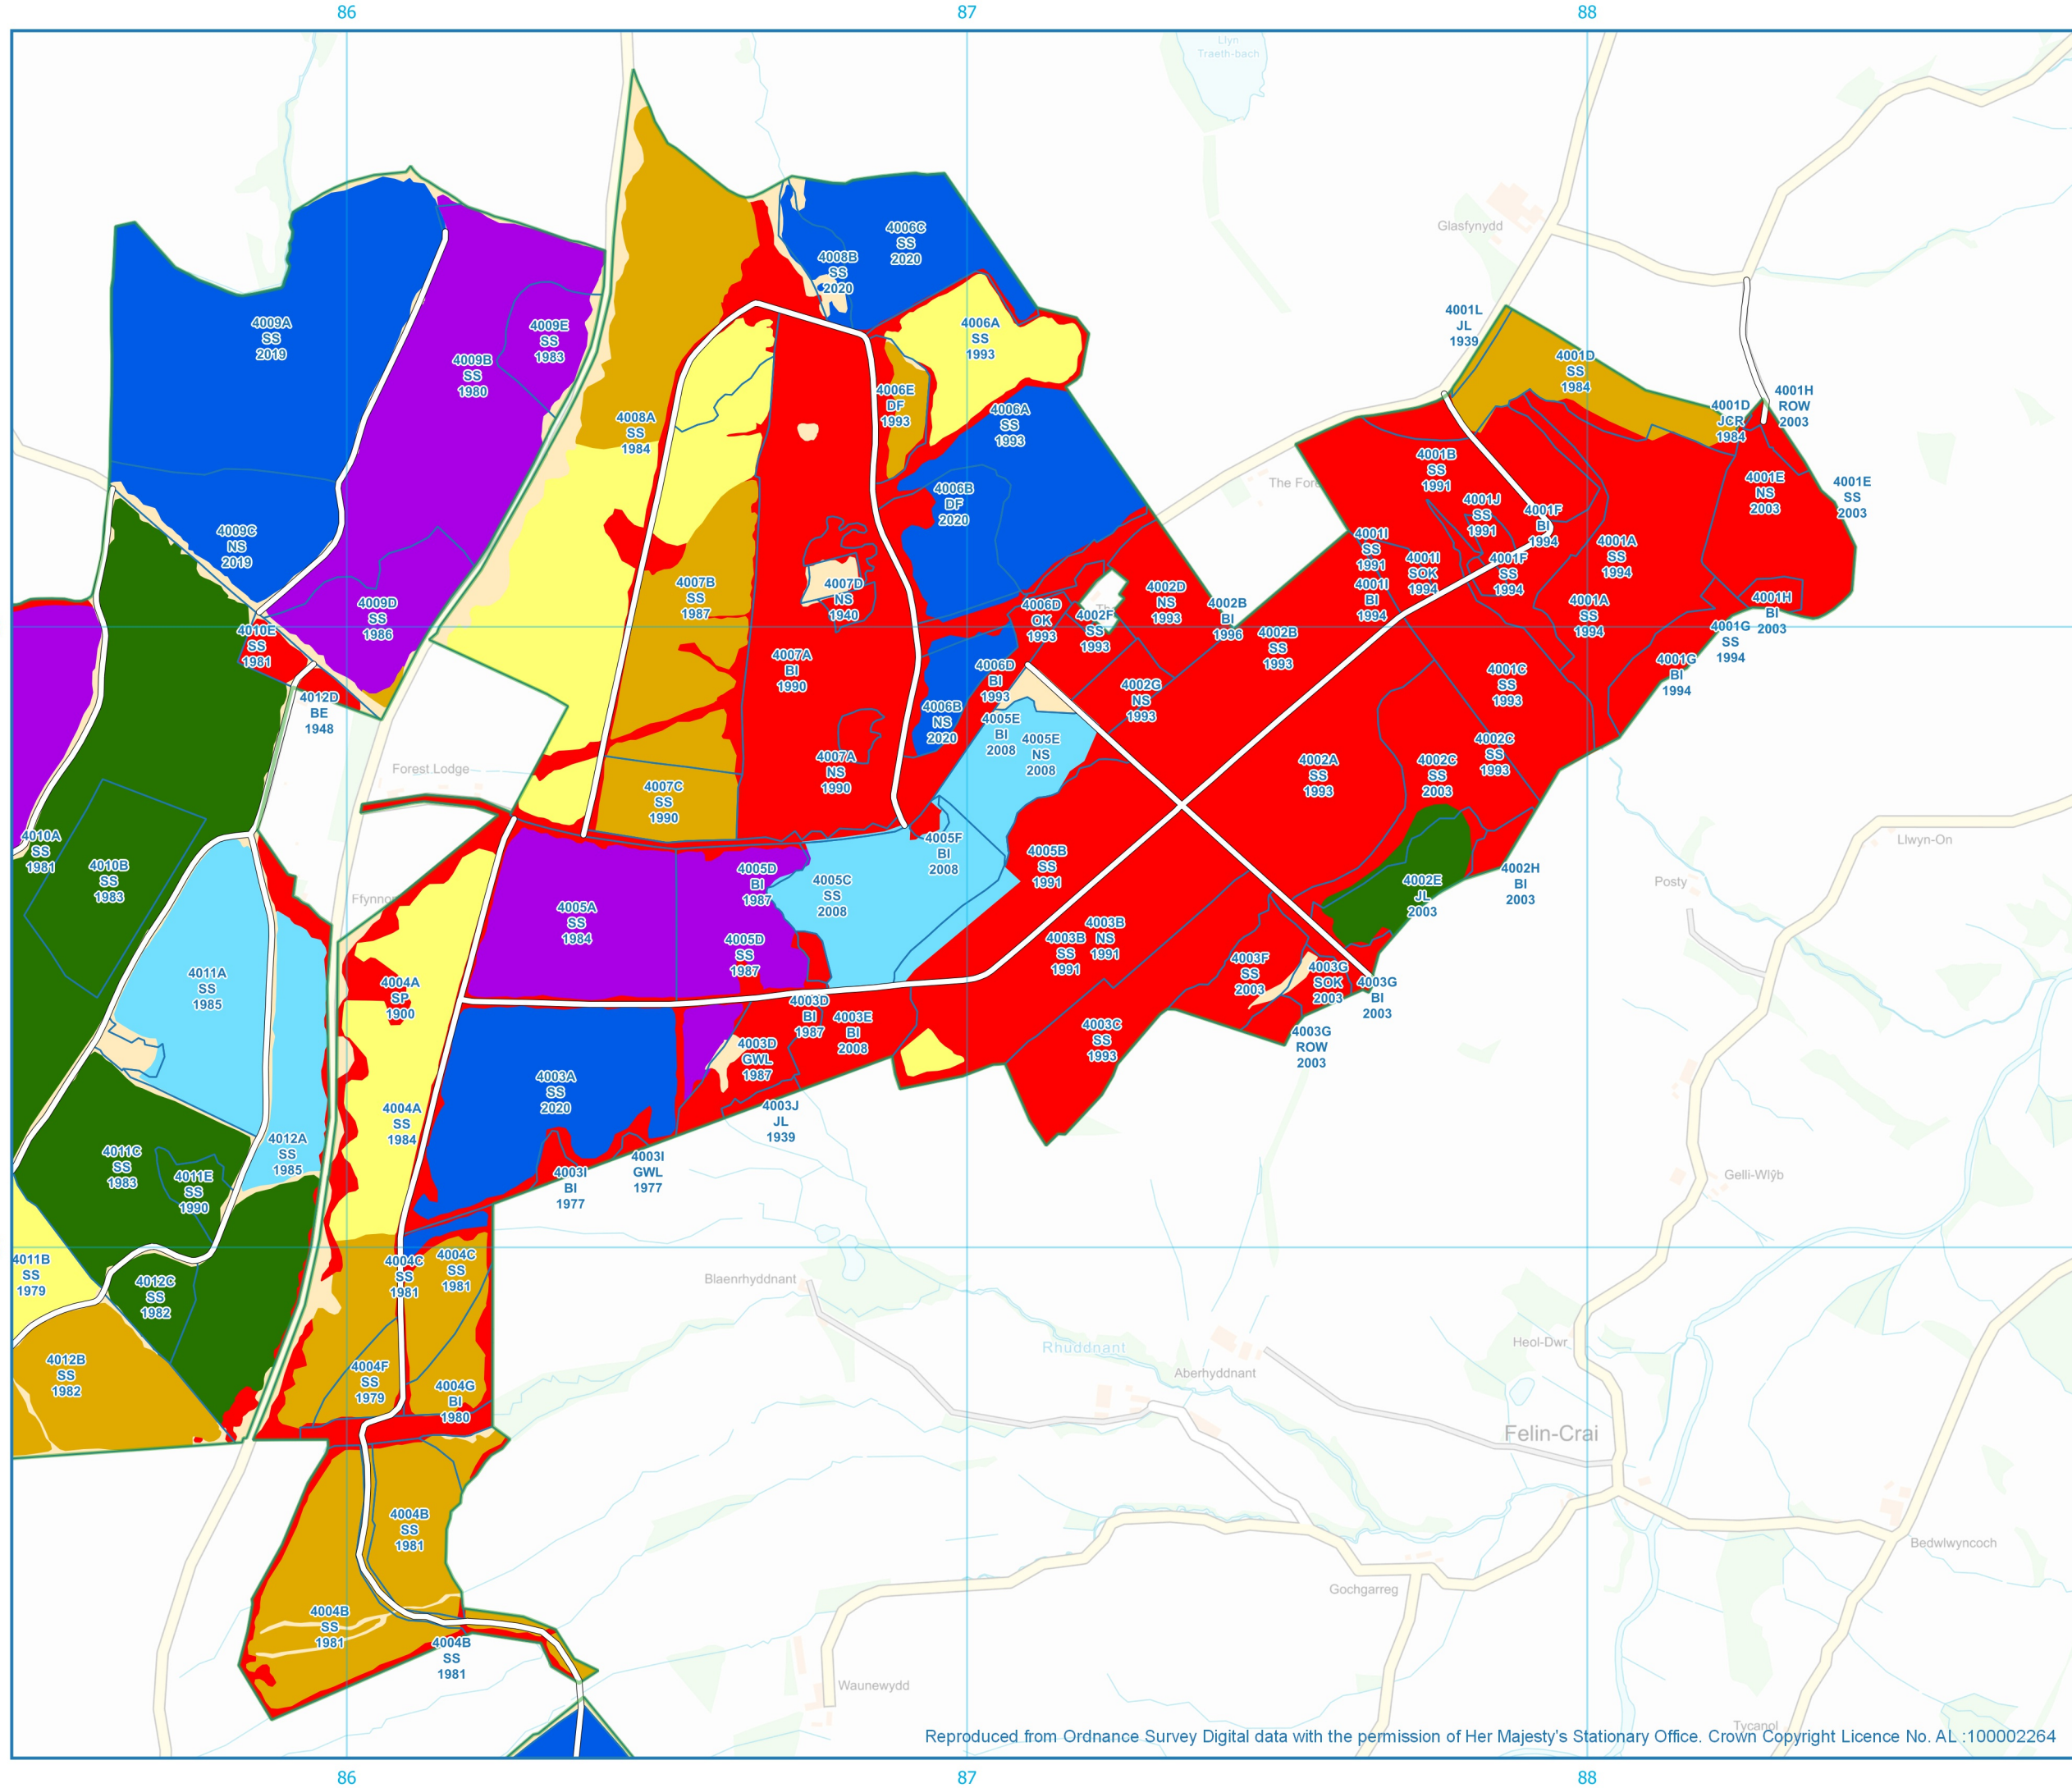 86
87
88
Llyn
Traeth-bach
Glasfynydd
4006C
SS
2020
4008B
SS
2020
4009A
SS
2019
4009E
SS
1983
4009B
SS
1980
4006A
SS
1993
4001L
JL
1939
4001D
SS
1984
4006E
DF
1993
4008A
SS
1984
4006A
SS
1993
4001D
JCR
1984
4001H
ROW
2003
4001B
SS
1991
The Fore
4001E
NS
2003
4001E
SS
2003
4006B
DF
2020
4001J
SS
1991
4001F
BI
1994
4009C
NS
2019
4001I
SS
1991
4001I
SOK
1994
4001F
SS
1994
4001A
SS
1994
4007B
SS
1987
4007D
NS
1940
4002D
NS
1993
4001I
BI
1994
4009D
SS
1986
4006D
OK
1993
4002F
SS
1993
4002B
BI
1996
4001A
SS
1994
4001H
BI
2003
4010E
SS
1981
4002B
SS
1993
4001G
SS
1994
4007A
BI
1990
4006D
BI
1993
4002G
NS
1993
4001C
SS
1993
4001G
BI
1994
4012D
BE
1948
4006B
NS
2020
4005E
BI
2008
4005E
NS
2008
4002C
SS
1993
Forest Lodge
4007A
NS
1990
4002A
SS
1993
4002C
SS
2003
4007C
SS
1990
4010A
SS
1981
4010B
SS
1983
4005F
BI
2008
Llwyn-On
4005B
SS
1991
4005D
BI
1987
4005C
SS
2008
4002E
JL
2003
4002H
BI
2003
Posty
Ffynno
4005A
SS
1984
4003B
NS
1991
4005D
SS
1987
4003B
SS
1991
4011A
SS
1985
4004A
SP
1900
4003F
SS
2003
4003G
SOK
2003
4003G
BI
2003
4003D
BI
1987
4003E
BI
2008
4003C
SS
1993
4003G
ROW
2003
4003D
GWL
1987
4003A
SS
2020
4003J
JL
1939
4004A
SS
1984
4011C
SS
1983
4012A
SS
1985
4011E
SS
1990
4003I
BI
1977
4003I
GWL
1977
Gelli-Wlŷb
4011B
SS
1979
4012C
SS
1982
4004C
SS
1981
4004C
SS
1981
Blaenrhyddnant
4012B
SS
1982
4004F
SS
1979
4004G
BI
1980
Rhuddnant
Aberhyddnant
Heol-Dwr
Felin-Crai
4004B
SS
1981
Bedwlwyncoch
Gochgarreg
4004B
SS
1981
4004B
SS
1981
Waunewydd
Tycanol
Reproduced from Ordnance Survey Digital data with the permission of Her Majesty's Stationary Office. Crown Copyright Licence No. AL :100002264
86
87
88